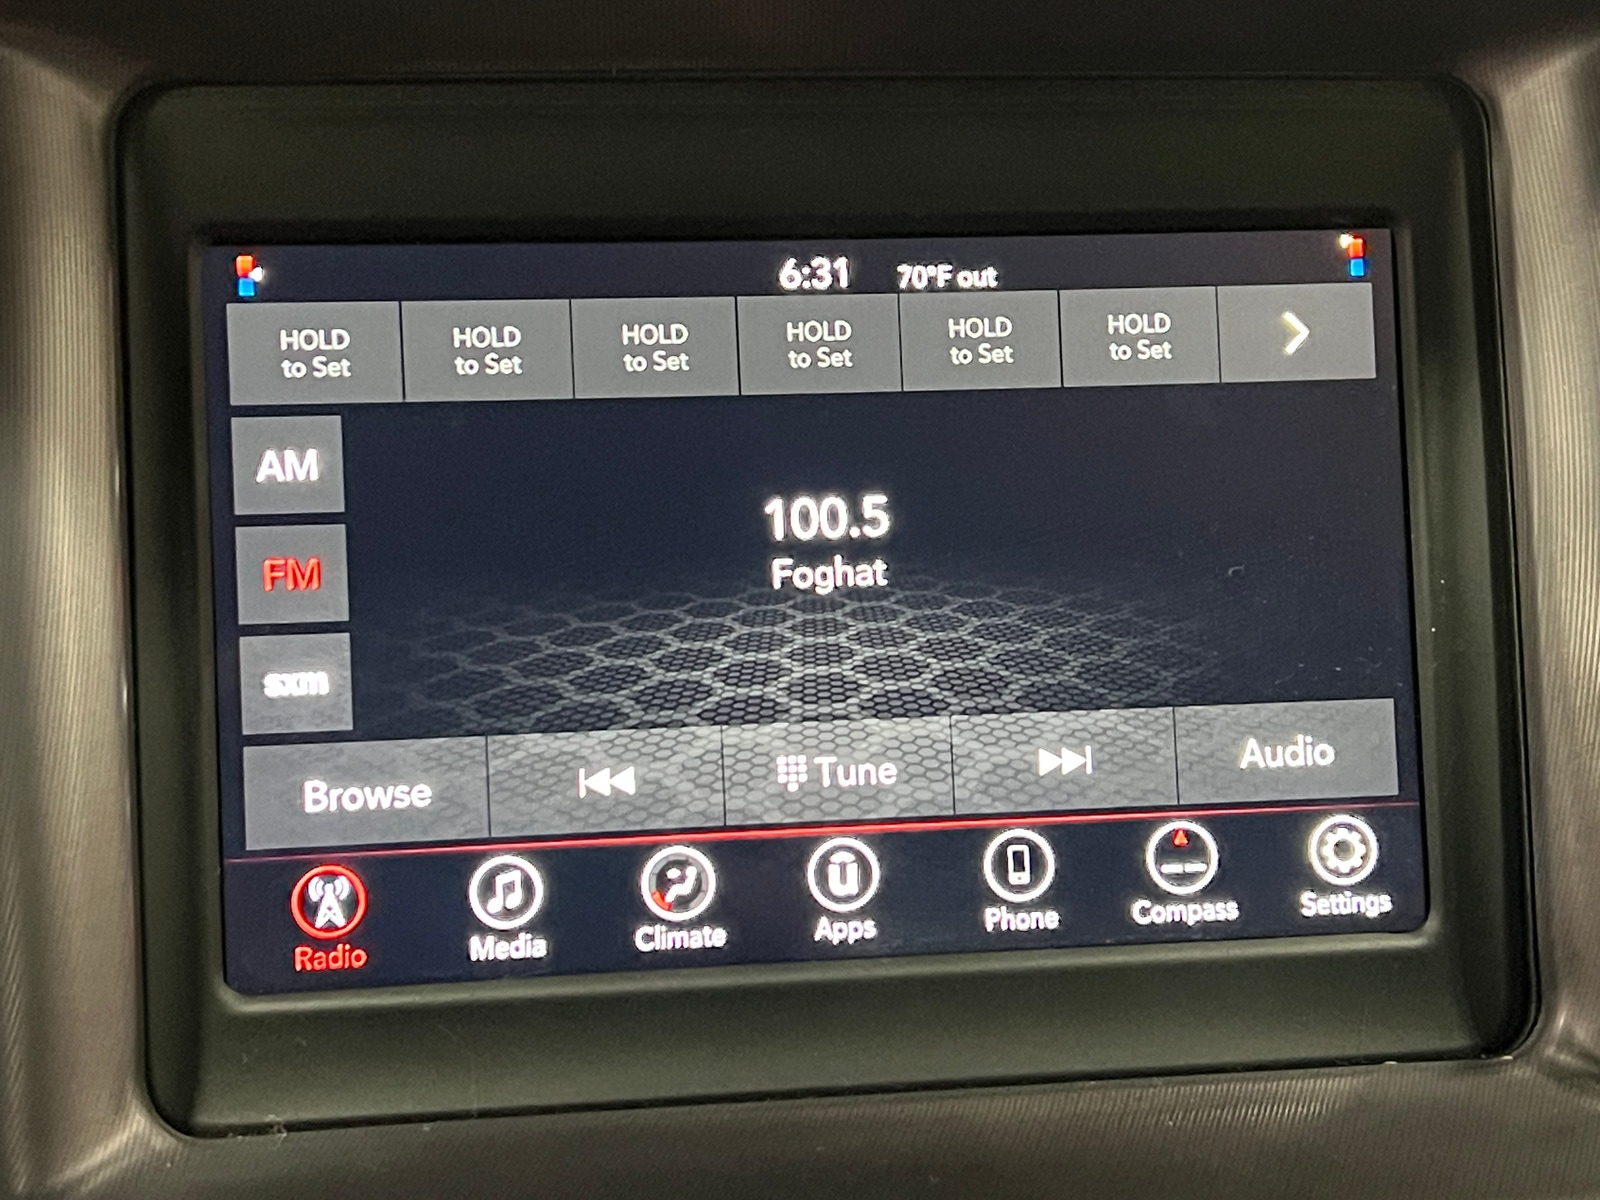 6:31 70°F out
HOLD to Set
HOLD to Set
HOLD to Set
HOLD to Set
HOLD to Set
HOLD to Set
AM
FM
sxm
100.5
Foghat
Browse Tune Audio
Radio Media Climate Apps Phone Compass Settings